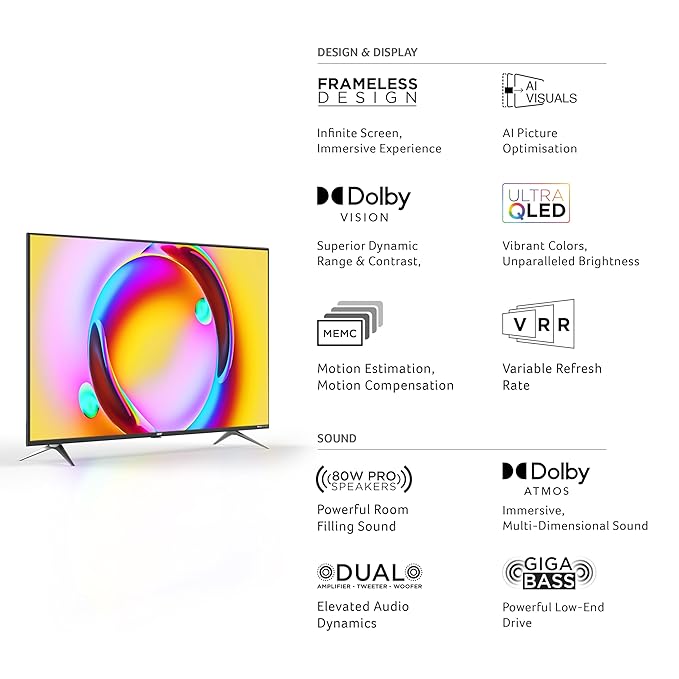 DESIGN & DISPLAY
FRAMELESS
DESIGN
Infinite Screen,
Immersive Experience
AI
VISUALS
AI Picture
Optimisation
Dolby
VISION
Superior Dynamic
Range & Contrast,
ULTRA
QLED
Vibrant Colors,
Unparalleled Brightness
MEMC
Motion Estimation,
Motion Compensation
VRR
Variable Refresh
Rate
SOUND
80W PRO
SPEAKERS
Powerful Room
Filling Sound
Dolby
ATMOS
Immersive,
Multi-Dimensional Sound
DUAL
AMPLIFIER • TWEETER • WOOFER
Elevated Audio
Dynamics
GIGA
BASS
Powerful Low-End
Drive